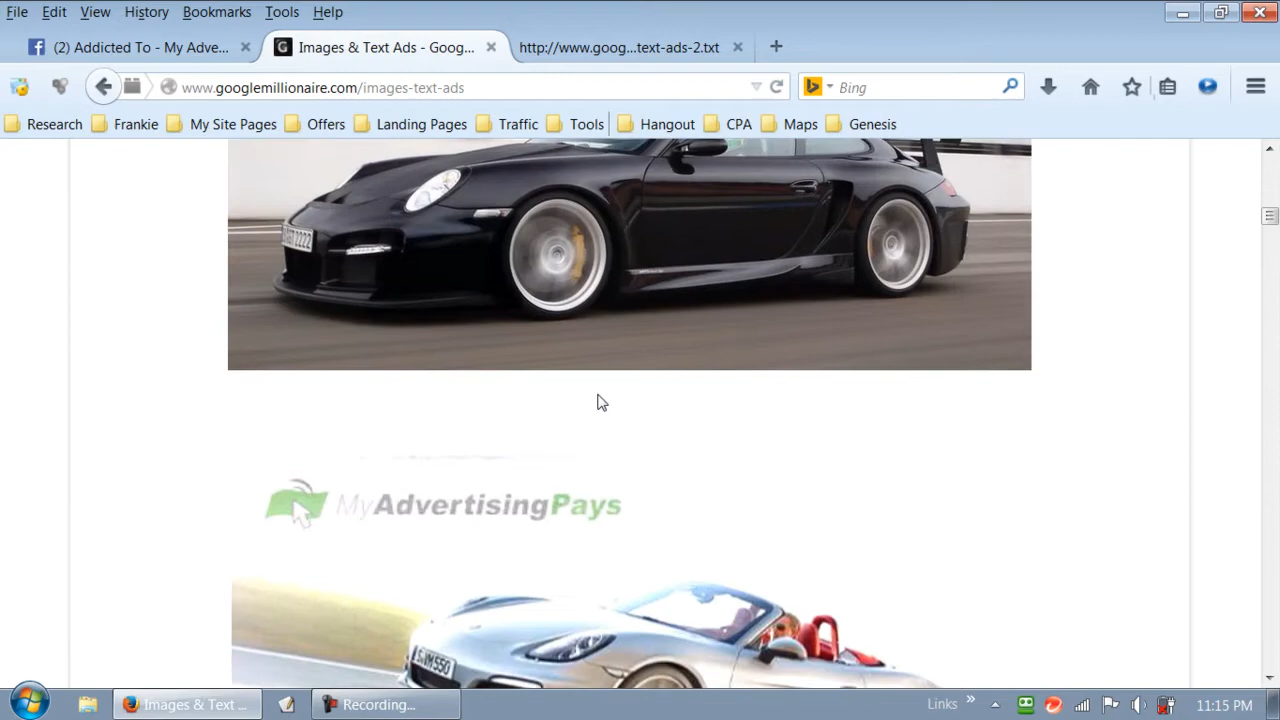 File Edit View History Bookmarks Tools Help
(2) Addicted To - My Adve... Images & Text Ads - Goog... http://www.goog...text-ads-2.txt
www.googlemillionaire.com/images-text-ads Bing
Research Frankie My Site Pages Offers Landing Pages Traffic Tools Hangout CPA Maps Genesis
MyAdvertisingPays
Images & Text ... Recording... Links 11:15 PM